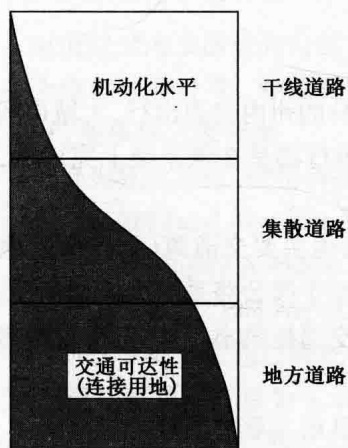 机动化水平
干线道路
集散道路
交通可达性
(连接用地)
地方道路